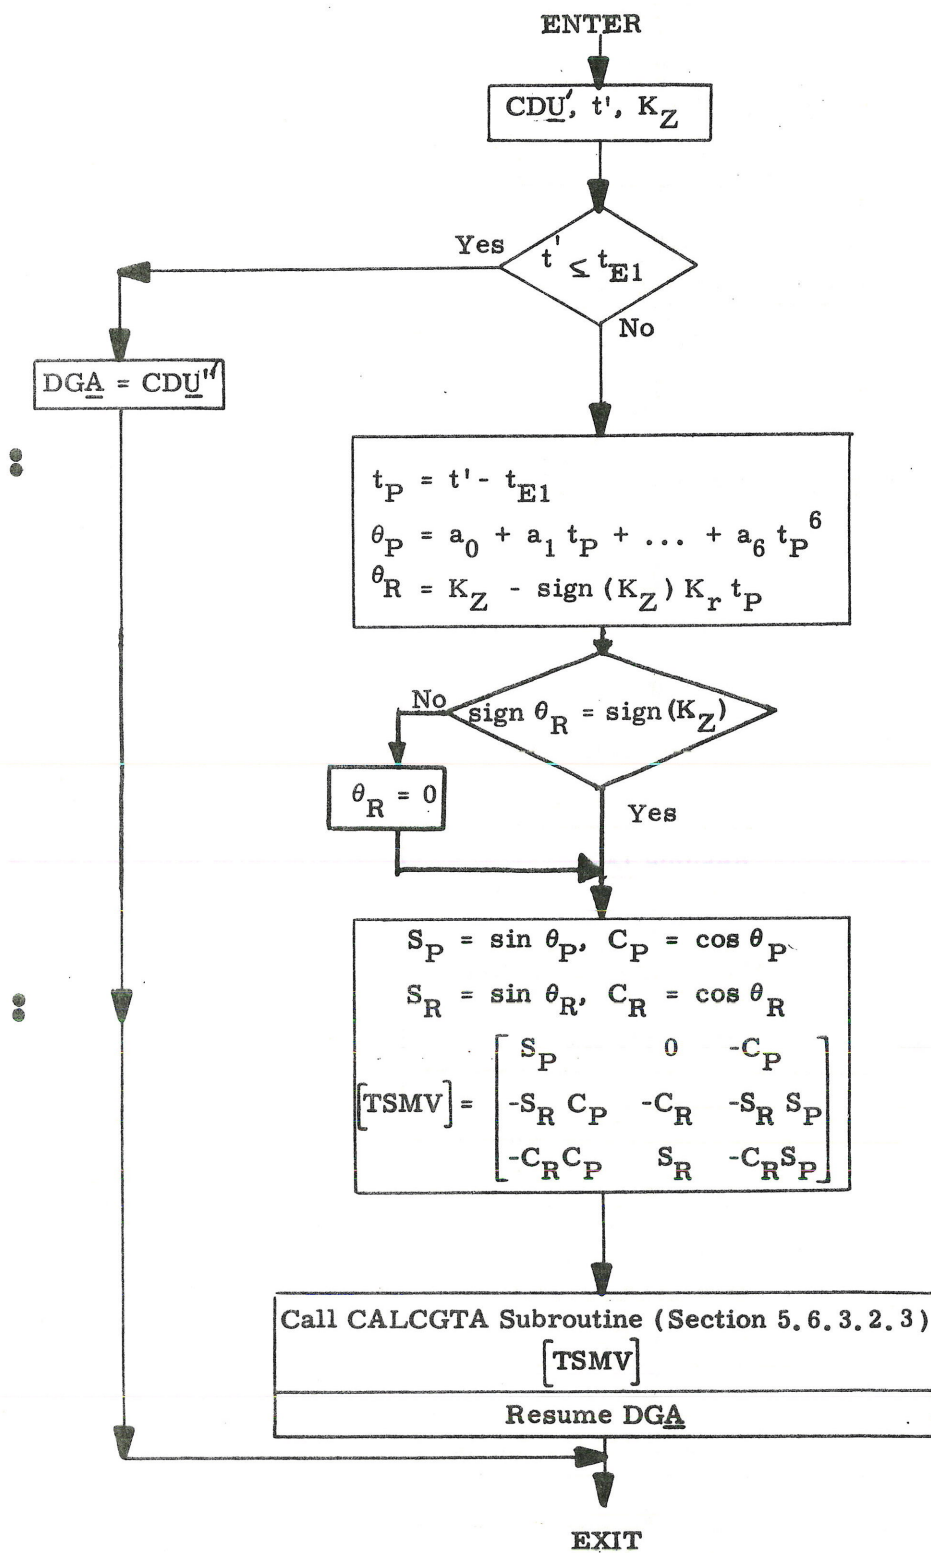 ENTER
CDU', t', K_Z
Yes
t' ≤ t_E1
No
DGA = CDU"
t_P = t' - t_E1
θ_P = a_0 + a_1 t_P + ... + a_6 t_P^6
θ_R = K_Z - sign (K_Z) K_r t_P
No
sign θ_R = sign (K_Z)
θ_R = 0
Yes
S_P = sin θ_P, C_P = cos θ_P
S_R = sin θ_R, C_R = cos θ_R
S_P 0 -C_P
[TSMV] = -S_R C_P -C_R -S_R S_P
-C_R C_P S_R -C_R S_P
Call CALCGTA Subroutine (Section 5.6.3.2.3)
[TSMV]
Resume DGA
EXIT